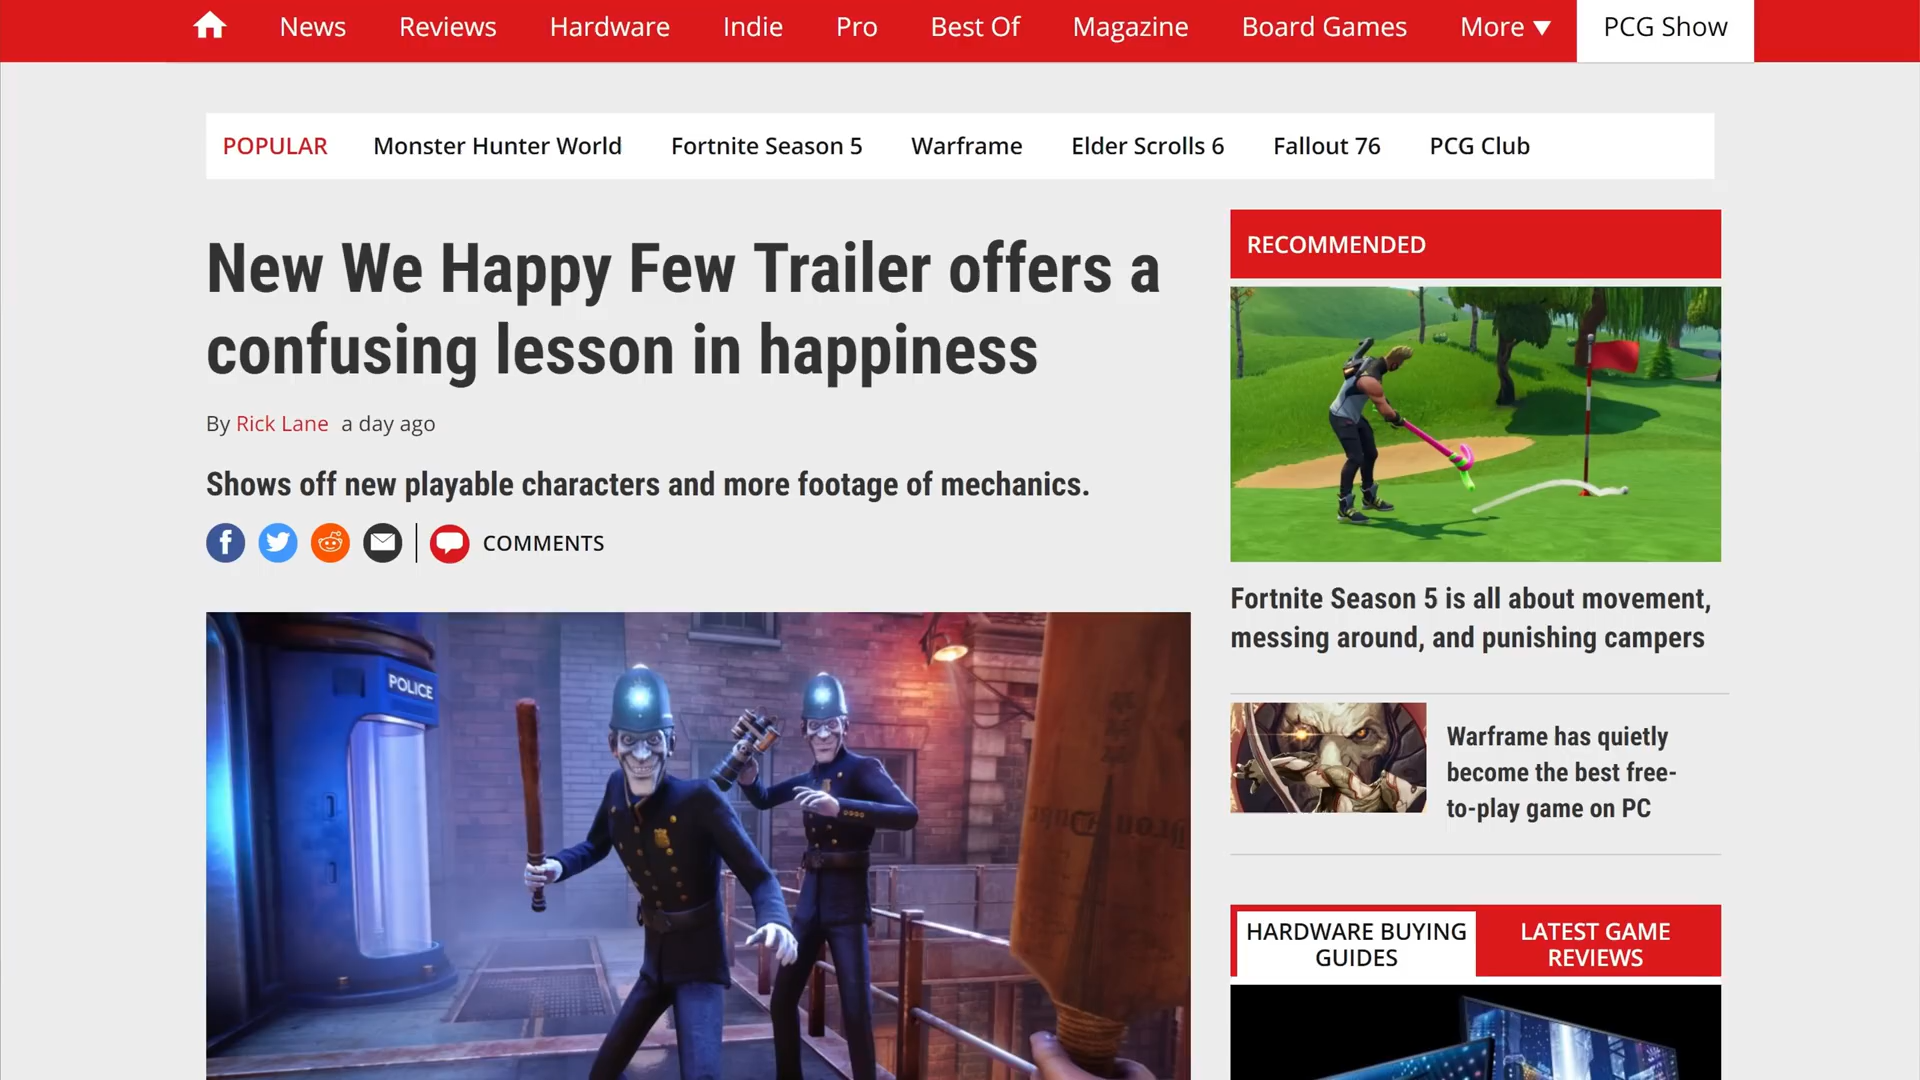 News Reviews Hardware Indie Pro Best Of Magazine Board Games More ▼ PCG Show
POPULAR Monster Hunter World Fortnite Season 5 Warframe Elder Scrolls 6 Fallout 76 PCG Club
New We Happy Few Trailer offers a
confusing lesson in happiness
By Rick Lane a day ago
Shows off new playable characters and more footage of mechanics.
COMMENTS
POLICE
RECOMMENDED
Fortnite Season 5 is all about movement,
messing around, and punishing campers
Warframe has quietly
become the best free-
to-play game on PC
HARDWARE BUYING
GUIDES
LATEST GAME
REVIEWS